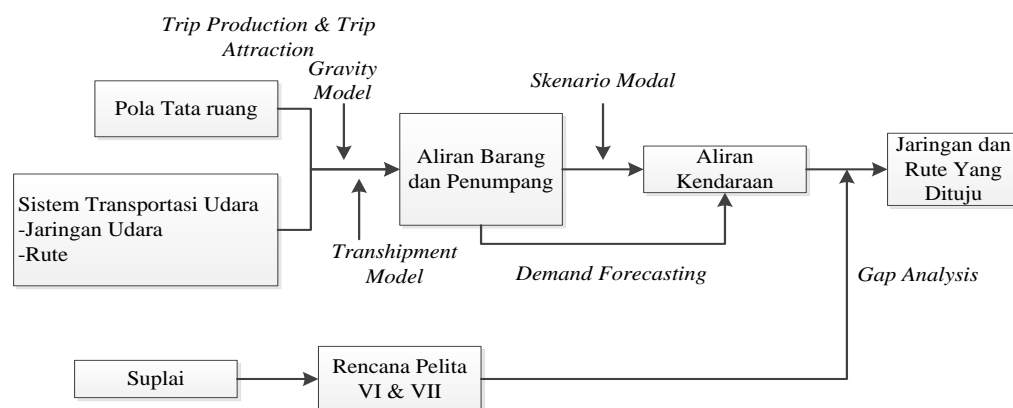 Trip Production & Trip
Attraction
Gravity
Model
Skenario Modal
Pola Tata ruang
Aliran Barang
dan Penumpang
Aliran
Kendaraan
Jaringan dan
Rute Yang
Dituju
Sistem Transportasi Udara
-Jaringan Udara
-Rute
Transhipment
Model
Demand Forecasting
Gap Analysis
Suplai
Rencana Pelita
VI & VII